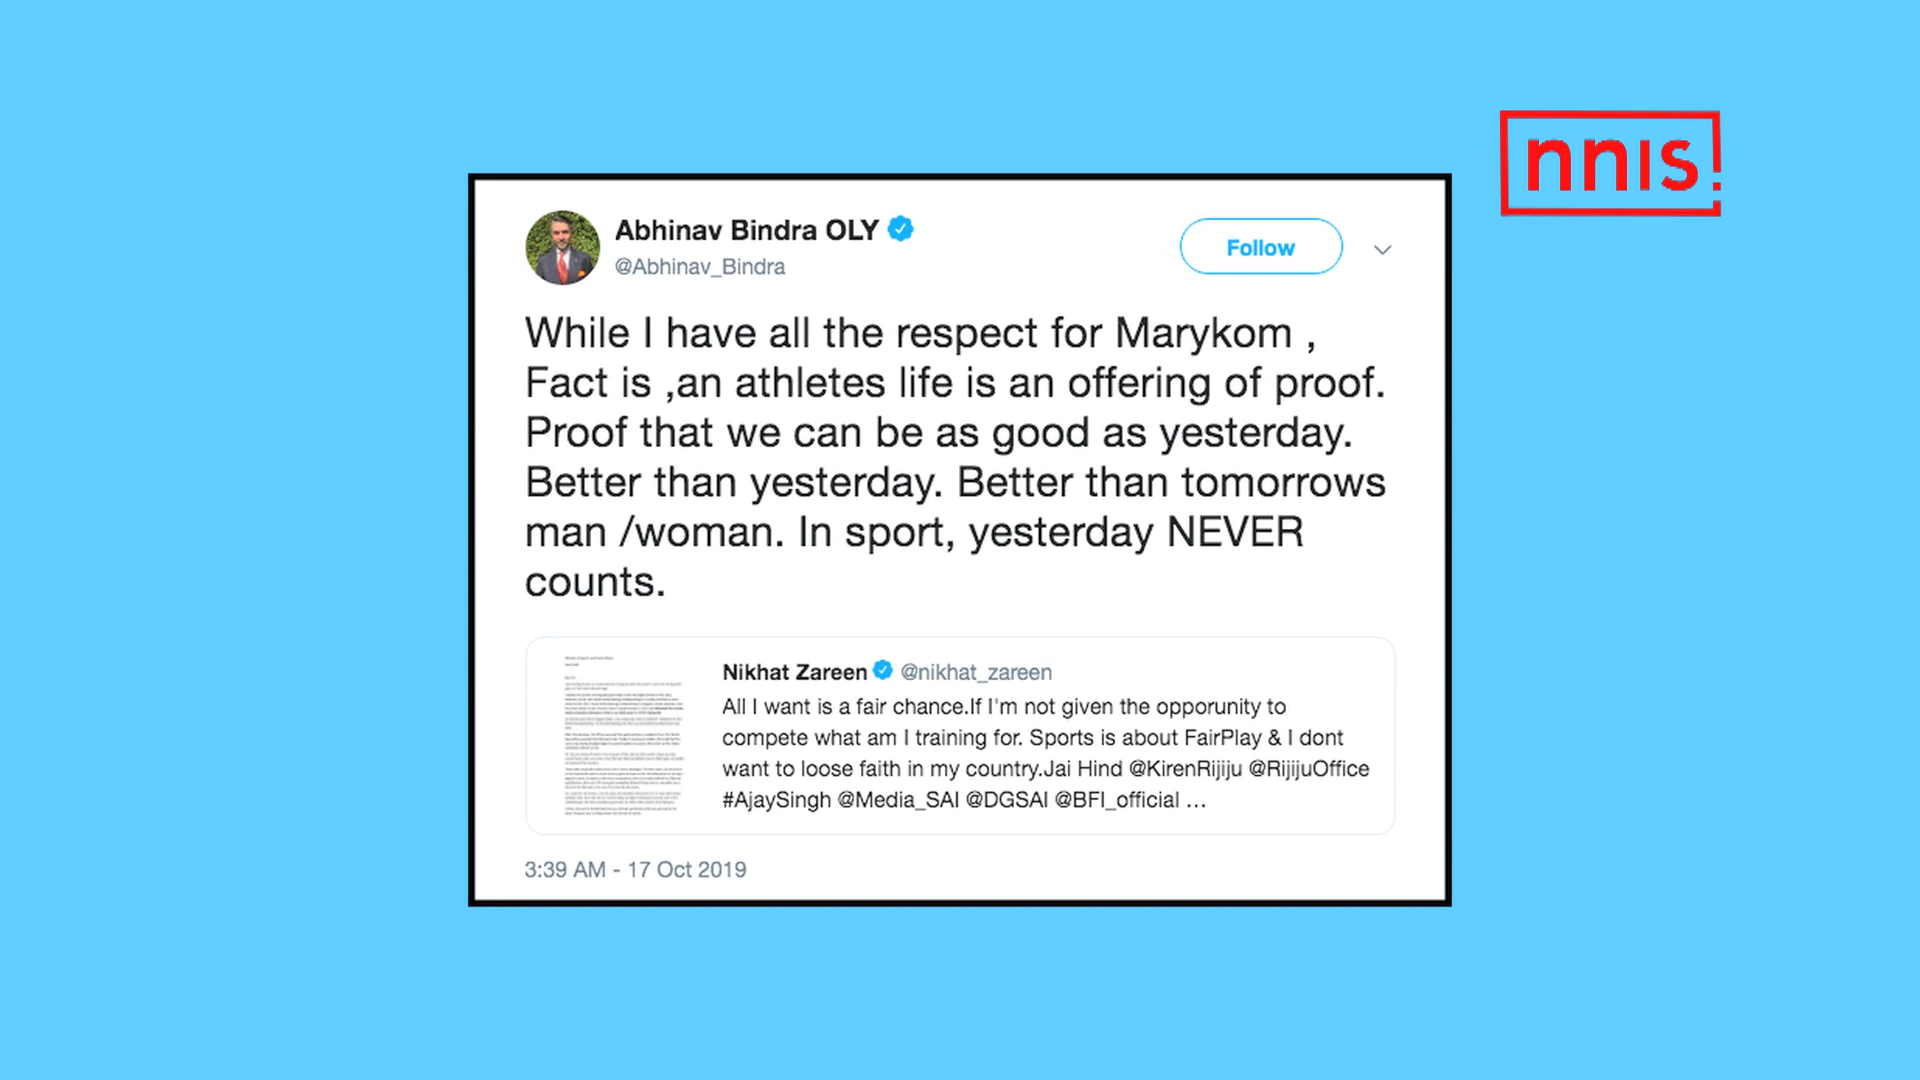 nnis!
Abhinav Bindra OLY
@Abhinav_Bindra
Follow
While I have all the respect for Marykom ,
Fact is ,an athletes life is an offering of proof.
Proof that we can be as good as yesterday.
Better than yesterday. Better than tomorrows
man /woman. In sport, yesterday NEVER
counts.
Nikhat Zareen @nikhat_zareen
All I want is a fair chance.If I'm not given the opporunity to
compete what am I training for. Sports is about FairPlay & I dont
want to loose faith in my country.Jai Hind @KirenRijiju @RijijuOffice
#AjaySingh @Media_SAI @DGSAI @BFI_official ...
3:39 AM - 17 Oct 2019